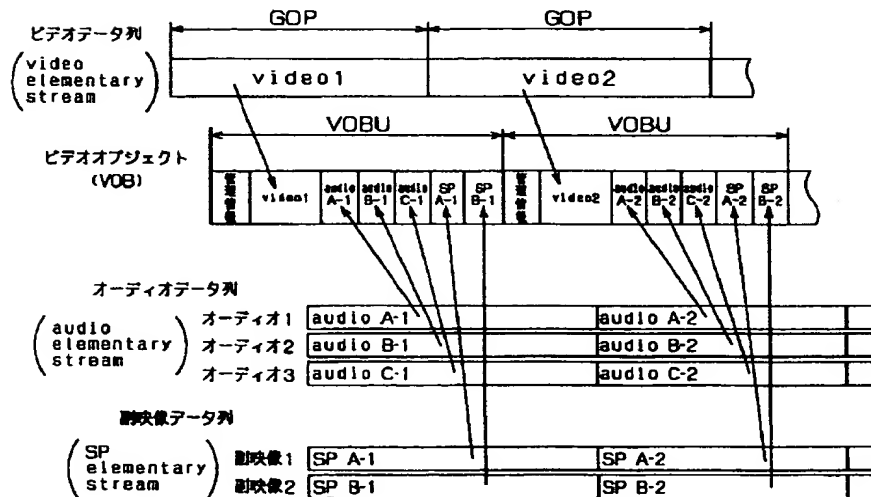 GOP GOP
ビデオデータ列
video
elementary
stream
video1 video2
VOBU VOBU
ビデオオブジェクト
(VOB)
video1 audio A-1 audio B-1 audio C-1 SP A-1 SP B-1 video2 audio A-2 audio B-2 audio C-2 SP A-2 SP B-2
オーディオデータ列
audio
elementary
stream
オーディオ1 audio A-1 audio A-2
オーディオ2 audio B-1 audio B-2
オーディオ3 audio C-1 audio C-2
副映像データ列
SP
elementary
stream
副映像1 SP A-1 SP A-2
副映像2 SP B-1 SP B-2